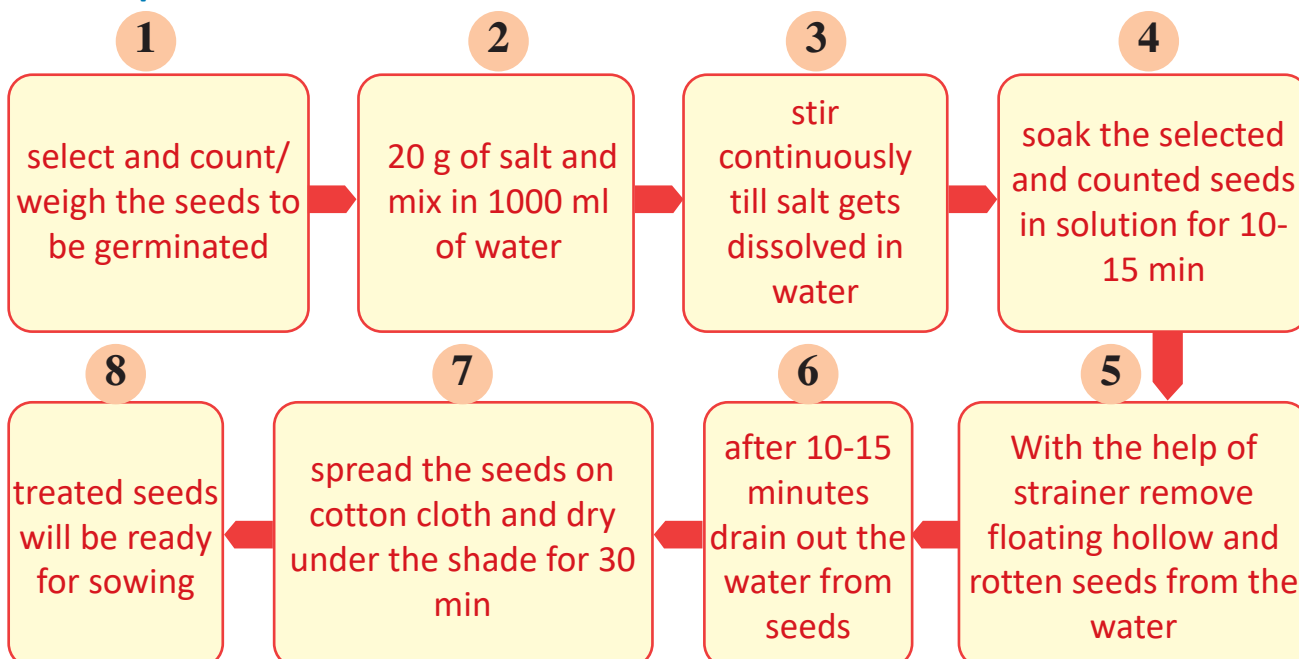 1
select and count/
weigh the seeds to
be germinated
2
20 g of salt and
mix in 1000 ml
of water
3
stir
continuously
till salt gets
dissolved in
water
4
soak the selected
and counted seeds
in solution for 10-
15 min
5
With the help of
strainer remove
floating hollow and
rotten seeds from the
water
6
after 10-15
minutes
drain out the
water from
seeds
7
spread the seeds on
cotton cloth and dry
under the shade for 30
min
8
treated seeds
will be ready
for sowing